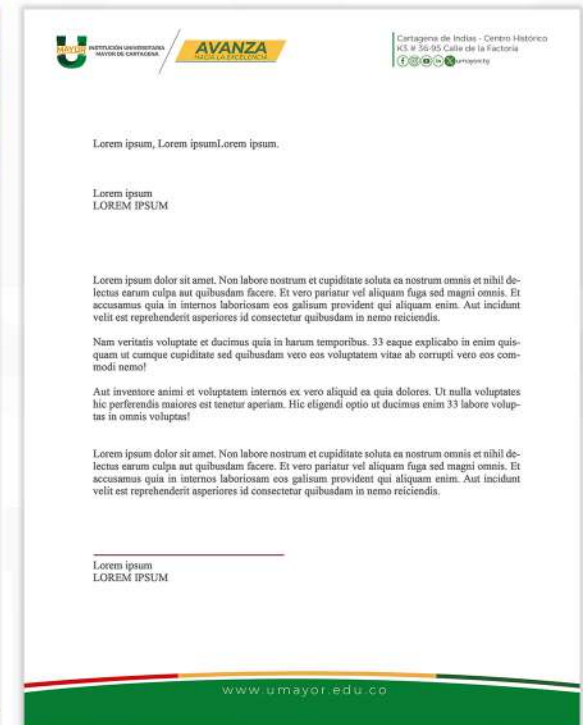 U
MAYOR
INSTITUCIÓN UNIVERSITARIA
MAYOR DE CARTAGENA
AVANZA
HACIA LA EXCELENCIA
Cartagena de Indias - Centro Histórico
K3 # 36-95 Calle de la Factoría
umayorctg
Lorem ipsum, Lorem ipsumLorem ipsum.
Lorem ipsum
LOREM IPSUM
Lorem ipsum dolor sit amet. Non labore nostrum et cupiditate soluta ea nostrum omnis et nihil de-
lectus earum culpa aut quibusdam facere. Et vero pariatur vel aliquam fuga sed magni omnis. Et
accusamus quia in internos laboriosam eos galisum provident qui aliquam enim. Aut incidunt
velit est reprehenderit asperiores id consectetur quibusdam in nemo reiciendis.
Nam veritatis voluptate et ducimus quia in harum temporibus. 33 eaque explicabo in enim quis-
quam ut cumque cupiditate sed quibusdam vero eos voluptatem vitae ab corrupti vero eos com-
modi nemo!
Aut inventore animi et voluptatem internos ex vero aliquid ea quia dolores. Ut nulla voluptates
hic perferendis maiores est tenetur aperiam. Hic eligendi optio ut ducimus enim 33 labore volup-
tas in omnis voluptas!
Lorem ipsum dolor sit amet. Non labore nostrum et cupiditate soluta ea nostrum omnis et nihil de-
lectus earum culpa aut quibusdam facere. Et vero pariatur vel aliquam fuga sed magni omnis. Et
accusamus quia in internos laboriosam eos galisum provident qui aliquam enim. Aut incidunt
velit est reprehenderit asperiores id consectetur quibusdam in nemo reiciendis.
Lorem ipsum
LOREM IPSUM
www.umayor.edu.co